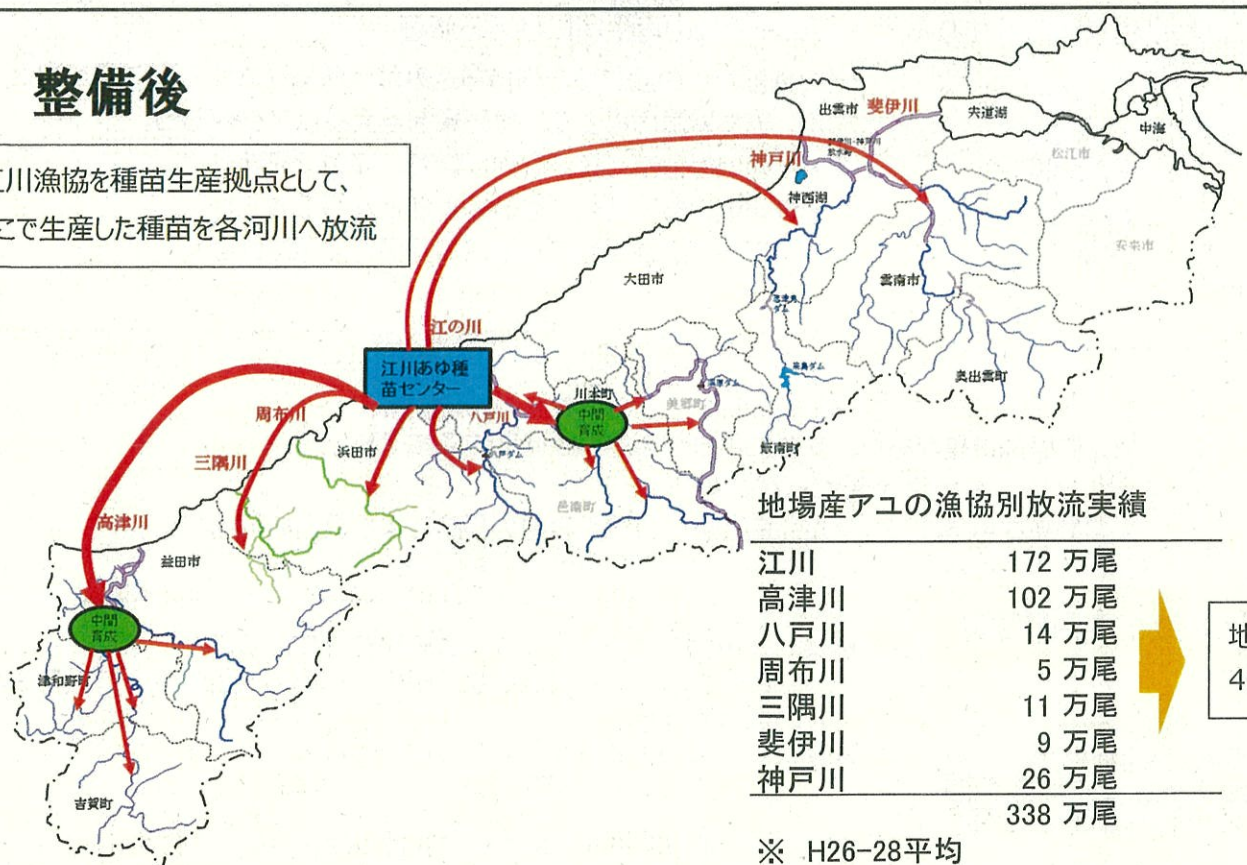 整備後
江川漁協を種苗生産拠点として、
こで生産した種苗を各河川へ放流
出雲市
斐伊川
宍道湖
中海
松江市
神戸川
神西湖
安来市
大田市
雲南市
江の川
江川あゆ種
苗センター
川本町
中間
育成
美郷町
奥出雲町
飯南町
周布川
八戸川
八戸ダム
浜田市
三隅川
邑南町
高津川
益田市
中間
育成
津和野町
吉賀町
地場産アユの漁協別放流実績
江川 172 万尾
高津川 102 万尾
八戸川 14 万尾
周布川 5 万尾
三隅川 11 万尾
斐伊川 9 万尾
神戸川 26 万尾
338 万尾
※ H26-28平均
地
4